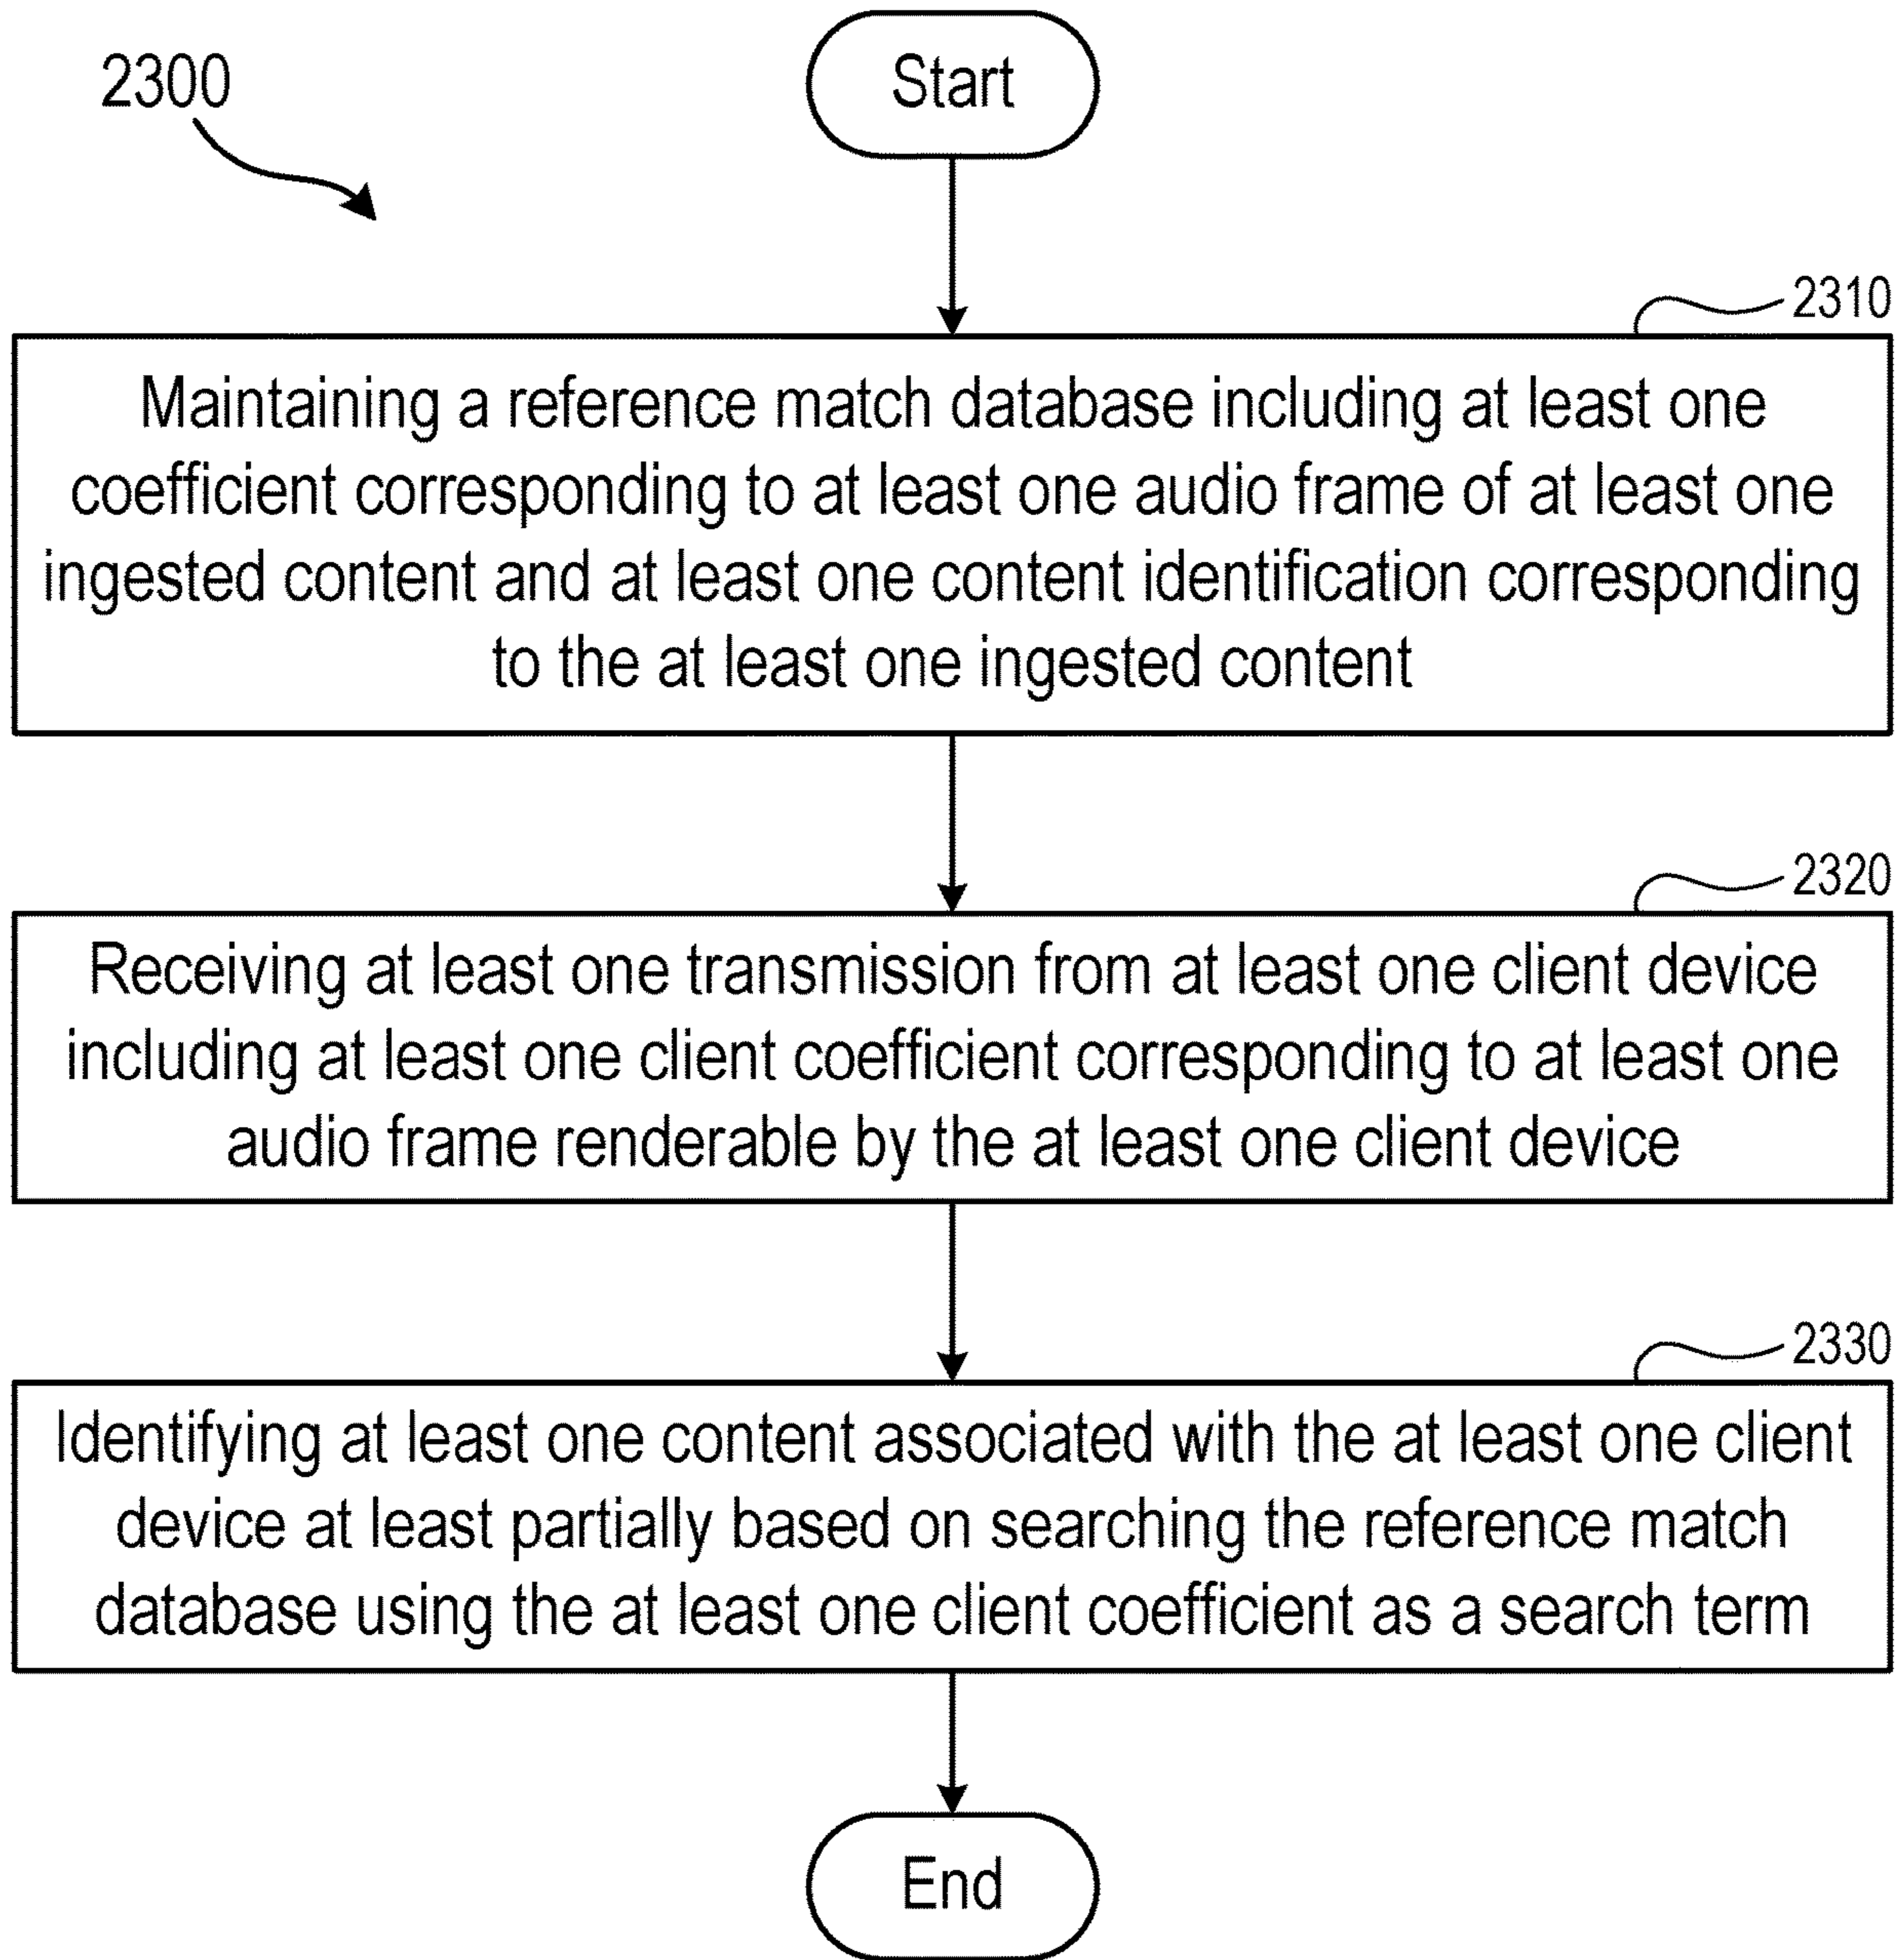 2300
Start
2310
Maintaining a reference match database including at least one
coefficient corresponding to at least one audio frame of at least one
ingested content and at least one content identification corresponding
to the at least one ingested content
2320
Receiving at least one transmission from at least one client device
including at least one client coefficient corresponding to at least one
audio frame renderable by the at least one client device
2330
Identifying at least one content associated with the at least one client
device at least partially based on searching the reference match
database using the at least one client coefficient as a search term
End